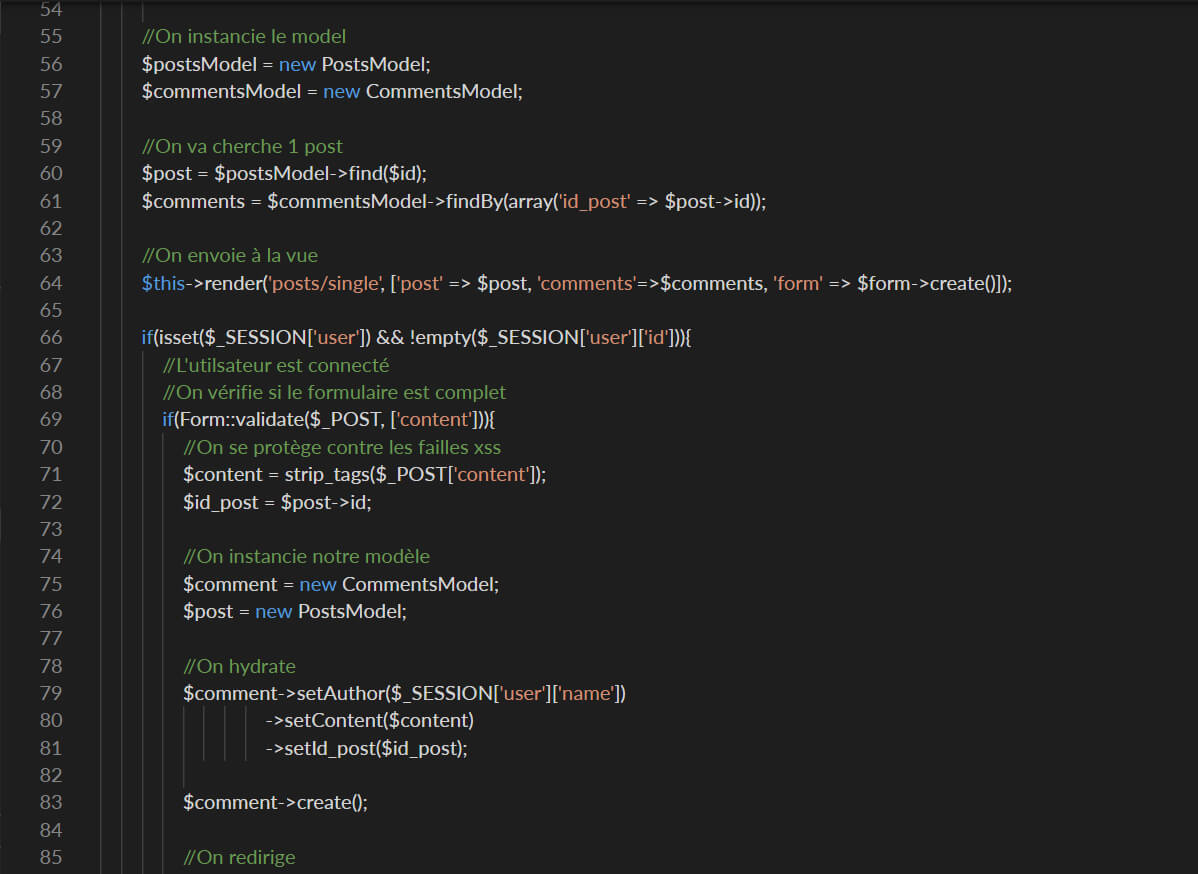 54
55 //On instancie le model
56 $postsModel = new PostsModel;
57 $commentsModel = new CommentsModel;
58
59 //On va cherche 1 post
60 $post = $postsModel->find($id);
61 $comments = $commentsModel->findBy(array('id_post' => $post->id));
62
63 //On envoie à la vue
64 $this->render('posts/single', ['post' => $post, 'comments'=>$comments, 'form' => $form->create()]);
65
66 if(isset($_SESSION['user']) && !empty($_SESSION['user']['id'])){
67 //L'utilsateur est connecté
68 //On vérifie si le formulaire est complet
69 if(Form::validate($_POST, ['content'])){
70 //On se protège contre les failles xss
71 $content = strip_tags($_POST['content']);
72 $id_post = $post->id;
73
74 //On instancie notre modèle
75 $comment = new CommentsModel;
76 $post = new PostsModel;
77
78 //On hydrate
79 $comment->setAuthor($_SESSION['user']['name'])
80 ->setContent($content)
81 ->setId_post($id_post);
82
83 $comment->create();
84
85 //On redirige